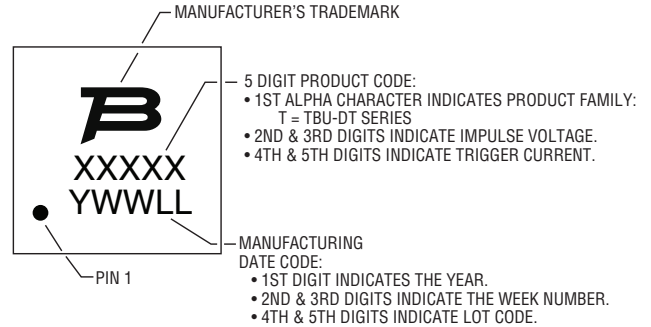 MANUFACTURER'S TRADEMARK
B
XXXXX
YWWLL
PIN 1
5 DIGIT PRODUCT CODE:
• 1ST ALPHA CHARACTER INDICATES PRODUCT FAMILY:
T = TBU-DT SERIES
• 2ND & 3RD DIGITS INDICATE IMPULSE VOLTAGE.
• 4TH & 5TH DIGITS INDICATE TRIGGER CURRENT.
MANUFACTURING
DATE CODE:
• 1ST DIGIT INDICATES THE YEAR.
• 2ND & 3RD DIGITS INDICATE THE WEEK NUMBER.
• 4TH & 5TH DIGITS INDICATE LOT CODE.